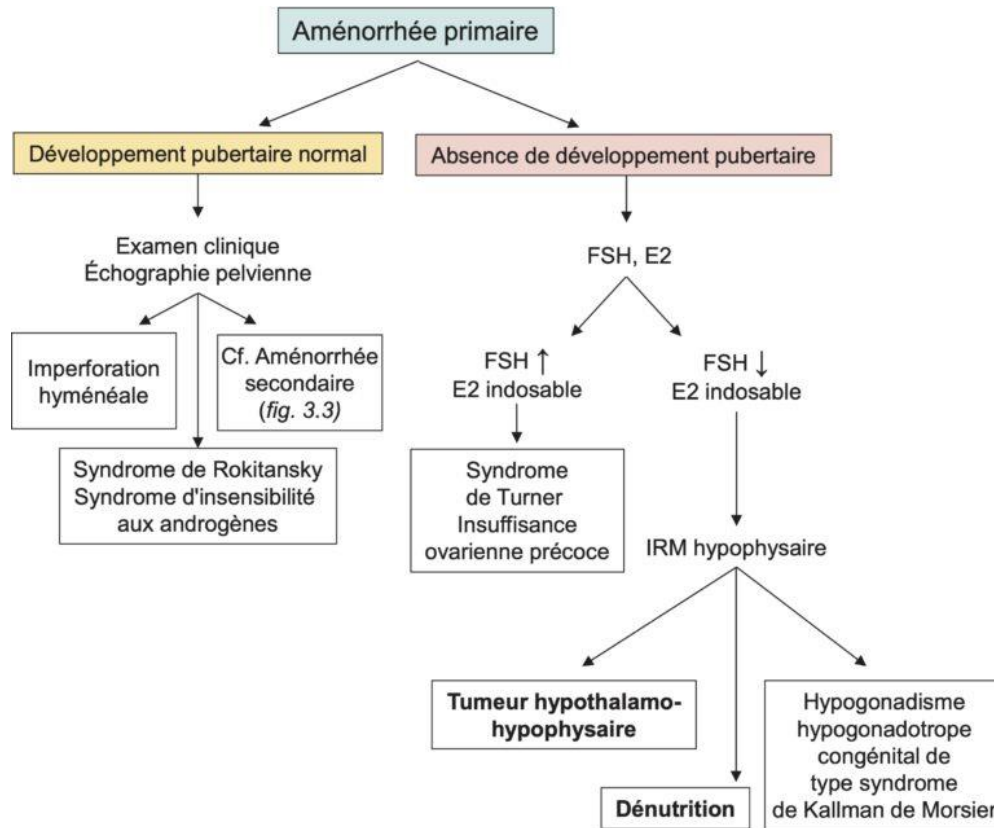 Aménorrhée primaire
Développement pubertaire normal
Absence de développement pubertaire
Examen clinique
Échographie pelvienne
FSH, E2
Imperforation
hyménéale
Cf. Aménorrhée
secondaire
(fig. 3.3)
Syndrome de Rokitansky
Syndrome d'insensibilité
aux androgènes
FSH ↑
E2 indosable
FSH ↓
E2 indosable
Syndrome
de Turner
Insuffisance
ovarienne précoce
IRM hypophysaire
Tumeur hypothalamo-
hypophysaire
Dénutrition
Hypogonadisme
hypogonadotrope
congénital de
type syndrome
de Kallman de Morsier